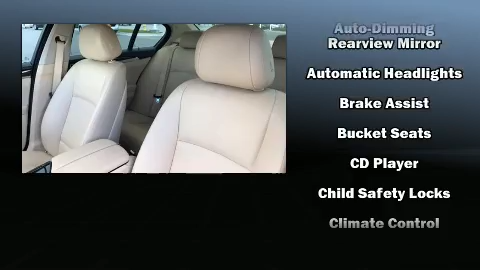 Auto-Dimming
Rearview Mirror
Automatic Headlights
Brake Assist
Bucket Seats
CD Player
Child Safety Locks
Climate Control